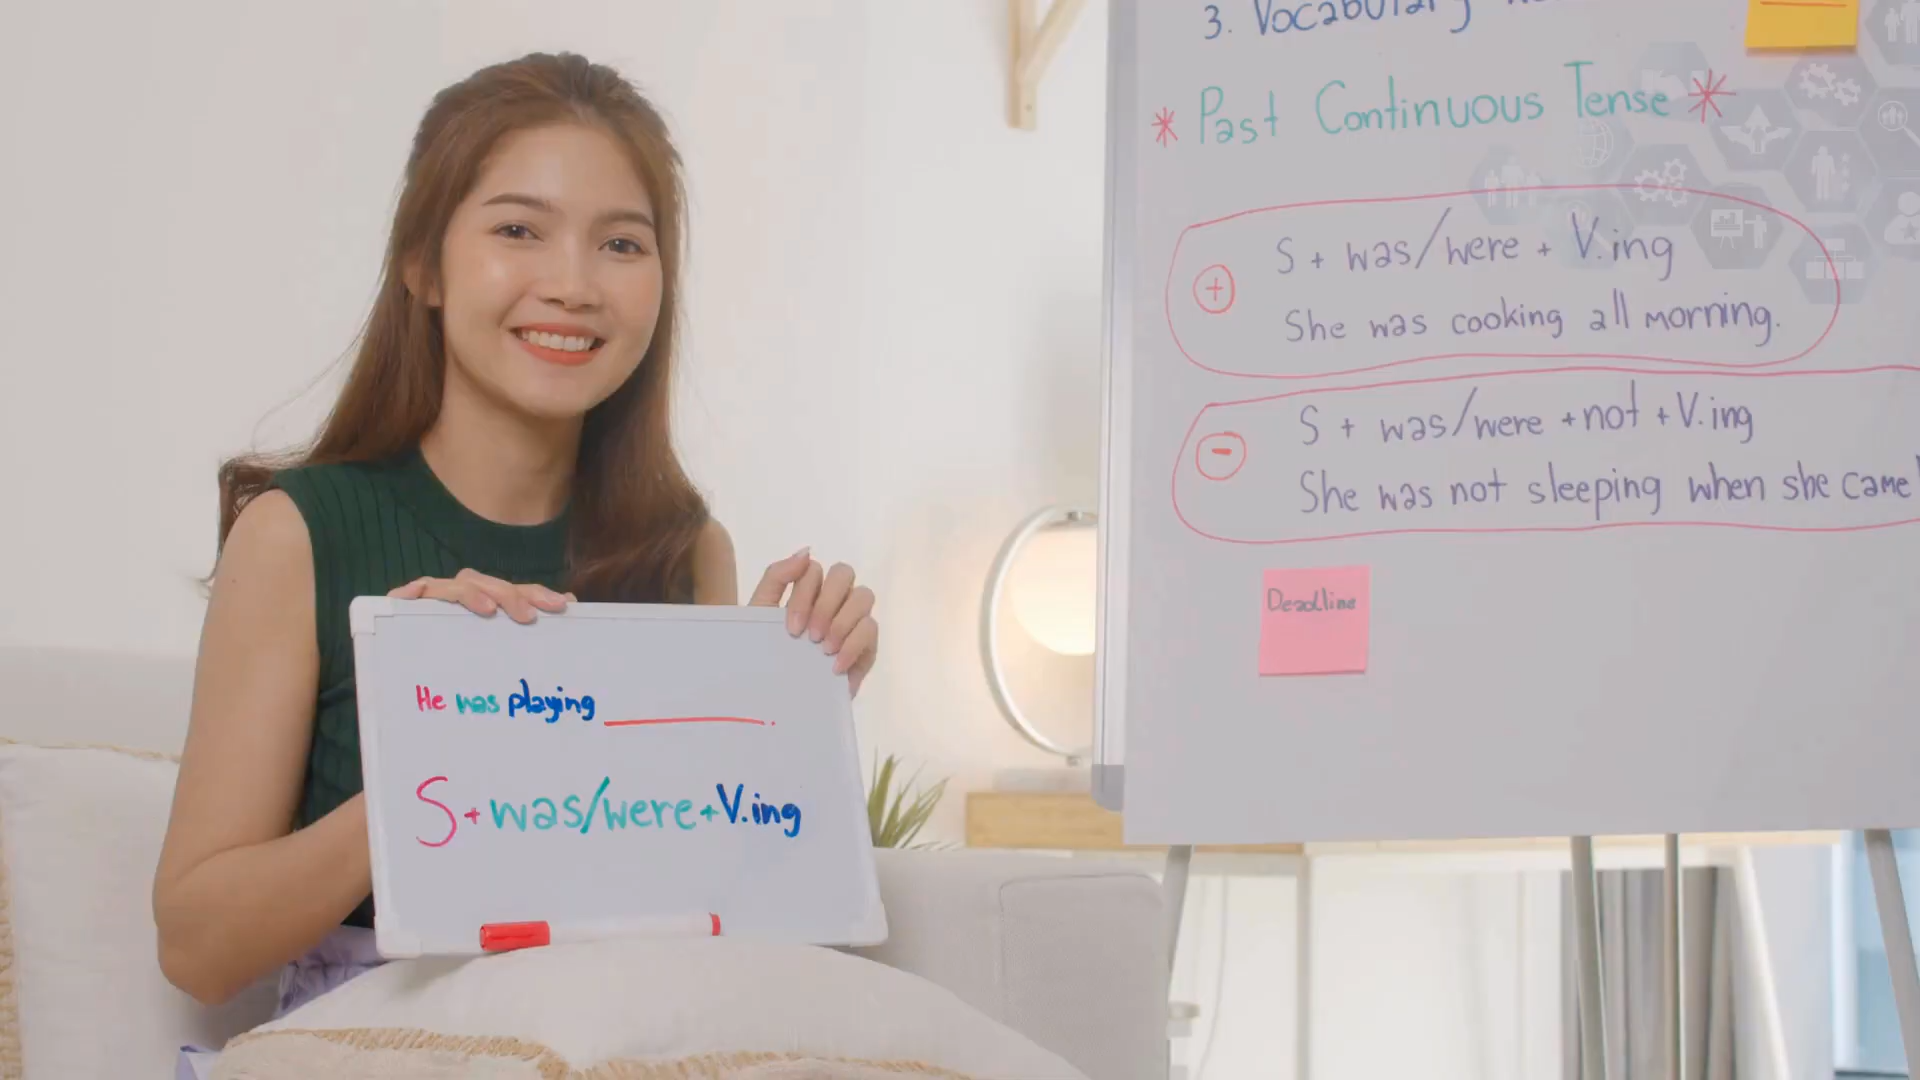 He was playing ________.
S + was/were + V.ing
3. Vocabulary
* Past Continuous Tense *
+ S + was/were + V.ing
She was cooking all morning.
- S + was/were + not + V.ing
She was not sleeping when she came
Deadline